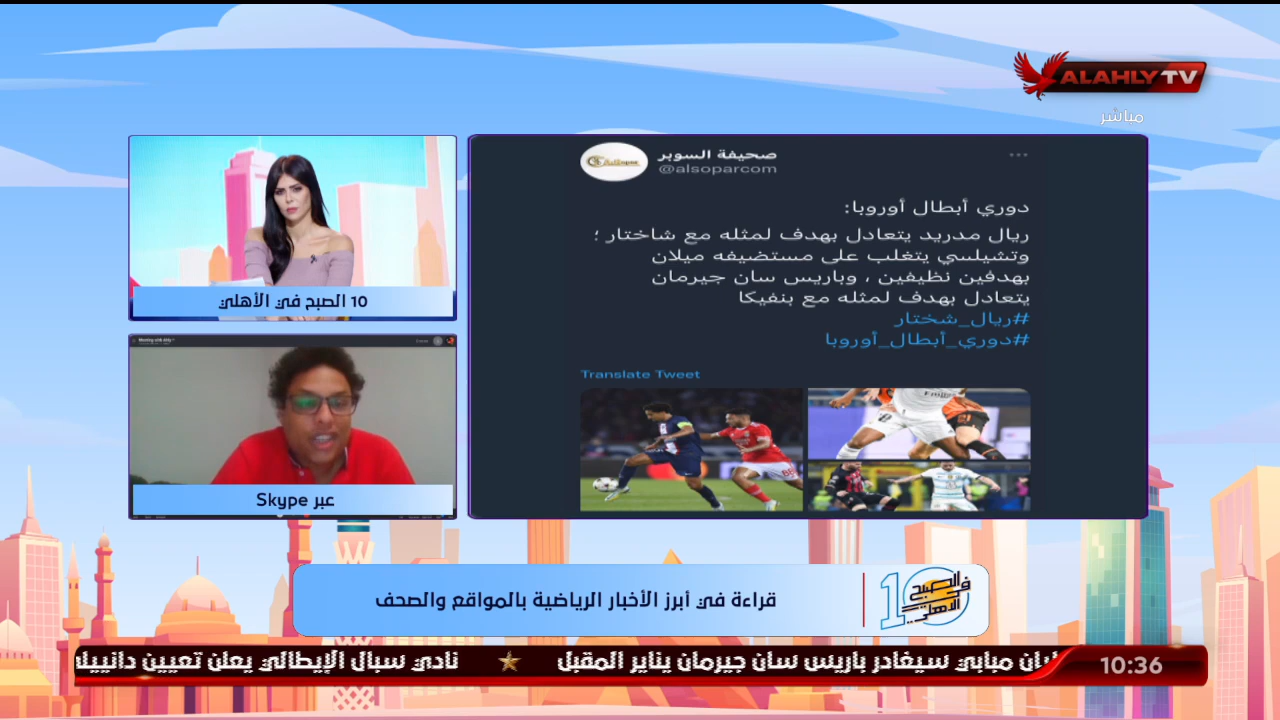 ALAHLY TV
مباشر
صحيفة السوبر
@alsoparcom
دوري أبطال أوروبا:
ريال مدريد يتعادل بهدف لمثله مع شاختار ؛
وتشيلسي يتغلب على مستضيفه ميلان
بهدفين نظيفين ، وباريس سان جيرمان
يتعادل بهدف لمثله مع بنفيكا
#ريال_شختار
#دوري_أبطال_أوروبا
Translate Tweet
10 الصبح في الأهلي
عبر Skype
10 الصبح في الاهلي
قراءة في أبرز الأخبار الرياضية بالمواقع والصحف
مبابي سيغادر باريس سان جيرمان يناير المقبل
نادي سبال الإيطالي يعلن تعيين
10:36